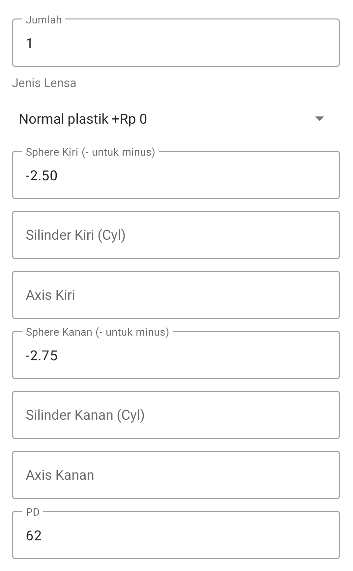 Jumlah
1
Jenis Lensa
Normal plastik +Rp 0
Sphere Kiri (- untuk minus)
-2.50
Silinder Kiri (Cyl)
Axis Kiri
Sphere Kanan (- untuk minus)
-2.75
Silinder Kanan (Cyl)
Axis Kanan
PD
62